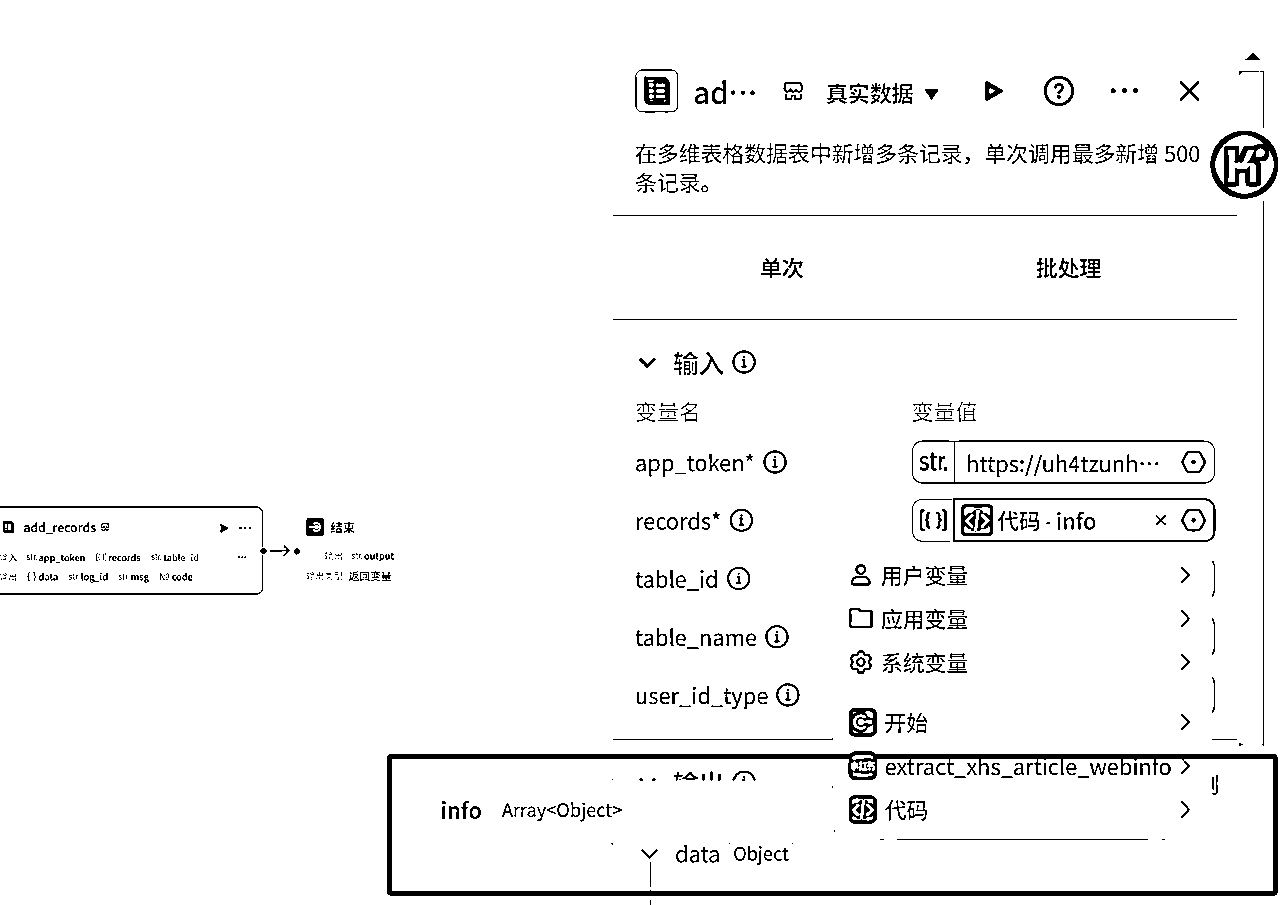 ad…
真实数据
在多维表格数据表中新增多条记录，单次调用最多新增 500
条记录。
单次
批处理
输入
变量名
变量值
app_token*
str.
https://uh4tzunh…
records*
[{}]
代码 - info
table_id
table_name
user_id_type
用户变量
应用变量
系统变量
开始
extract_xhs_article_webinfo
代码
info Array<Object>
data Object
add_records
输入 str.app_token [{}]records str.table_id …
输出 {}data str.log_id str.msg No code
结束
输出 str.output
输出类型 返回变量